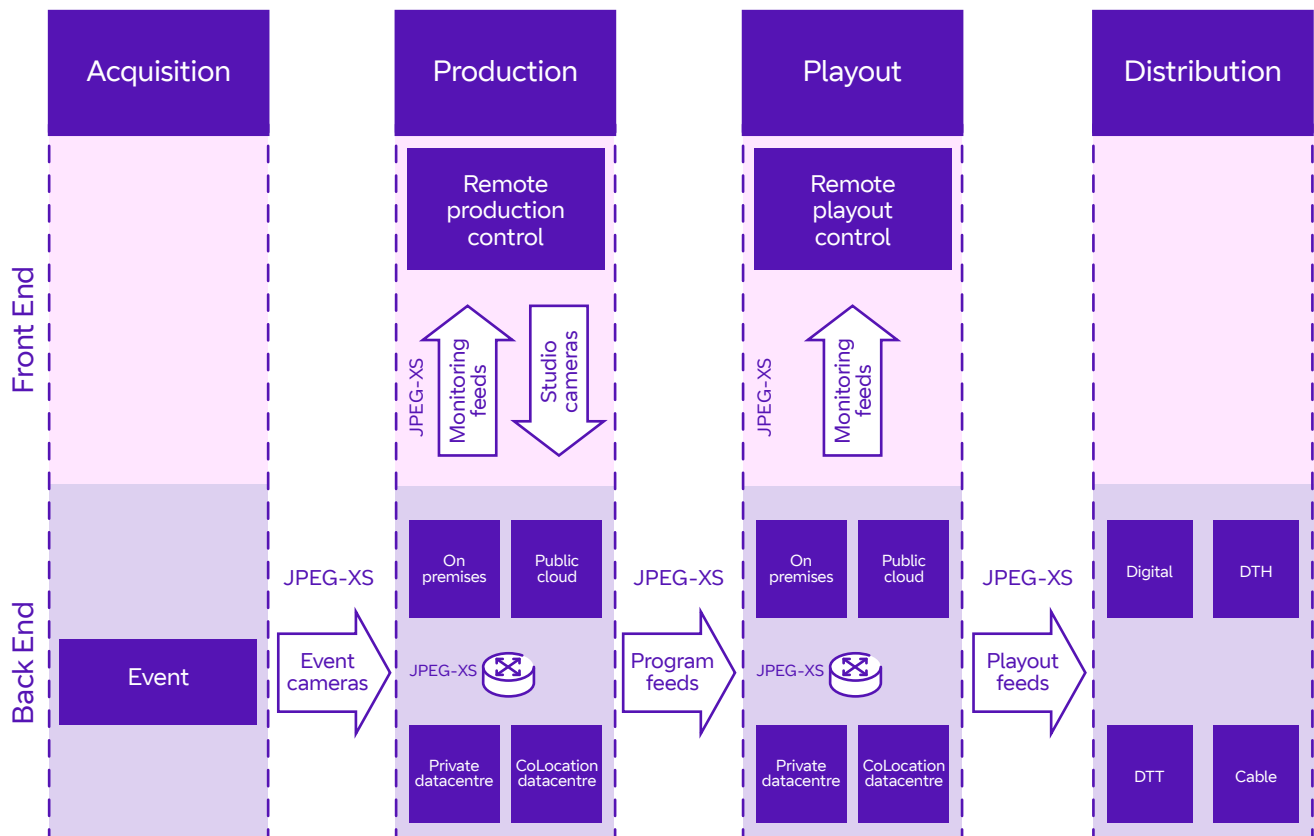 Acquisition
Production
Playout
Distribution
Front End
Remote
production
control
Remote
playout
control
JPEG-XS
Monitoring
feeds
Studio
cameras
JPEG-XS
Monitoring
feeds
Back End
Event
JPEG-XS
Event
cameras
On
premises
Public
cloud
JPEG-XS
Private
datacentre
CoLocation
datacentre
JPEG-XS
Program
feeds
On
premises
Public
cloud
JPEG-XS
Private
datacentre
CoLocation
datacentre
JPEG-XS
Playout
feeds
Digital
DTH
DTT
Cable